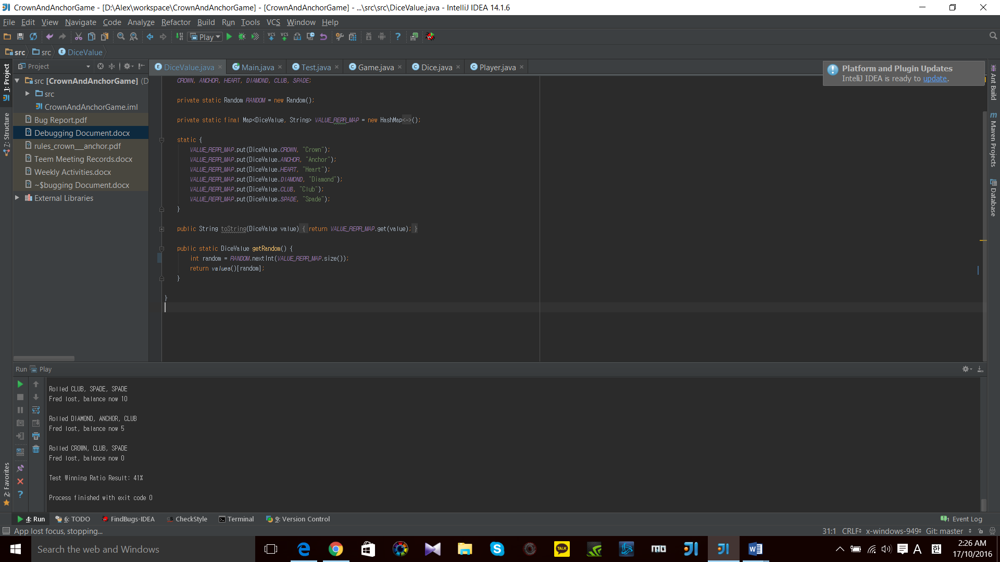 CrownAndAnchorGame - [D:\Alex\workspace\CrownAndAnchorGame] - [CrownAndAnchorGame] - ...\src\src\DiceValue.java - IntelliJ IDEA 14.1.6
File Edit View Navigate Code Analyze Refactor Build Run Tools VCS Window Help
Play
src src DiceValue
Project
DiceValue.java Main.java Test.java Game.java Dice.java Player.java
Platform and Plugin Updates
IntelliJ IDEA is ready to update.
1: Project
7: Structure
2: Favorites
src [CrownAndAnchorGame] (D
src
CrownAndAnchorGame.iml
Bug Report.pdf
Debugging Document.docx
rules_crown__anchor.pdf
Teem Meeting Records.docx
Weekly Activities.docx
~$bugging Document.docx
External Libraries
CROWN, ANCHOR, HEART, DIAMOND, CLUB, SPADE;
private static Random RANDOM = new Random();
private static final Map<DiceValue, String> VALUE_REPR_MAP = new HashMap<~>();
static {
VALUE_REPR_MAP.put(DiceValue.CROWN, "Crown");
VALUE_REPR_MAP.put(DiceValue.ANCHOR, "Anchor");
VALUE_REPR_MAP.put(DiceValue.HEART, "Heart");
VALUE_REPR_MAP.put(DiceValue.DIAMOND, "Diamond");
VALUE_REPR_MAP.put(DiceValue.CLUB, "Club");
VALUE_REPR_MAP.put(DiceValue.SPADE, "Spade");
}
public String toString(DiceValue value) { return VALUE_REPR_MAP.get(value); }
public static DiceValue getRandom() {
int random = RANDOM.nextInt(VALUE_REPR_MAP.size());
return values()[random];
}
}
Ant Build
Maven Projects
Database
Run Play
Rolled CLUB, SPADE, SPADE
Fred lost, balance now 10
Rolled DIAMOND, ANCHOR, CLUB
Fred lost, balance now 5
Rolled CROWN, CLUB, SPADE
Fred lost, balance now 0
Test Winning Ratio Result: 41%
Process finished with exit code 0
4: Run 6: TODO FindBugs-IDEA CheckStyle Terminal 9: Version Control Event Log
App lost focus, stopping... 31:1 CRLF x-windows-949 Git: master
Search the web and Windows
TALK
A 한
2:26 AM
17/10/2016